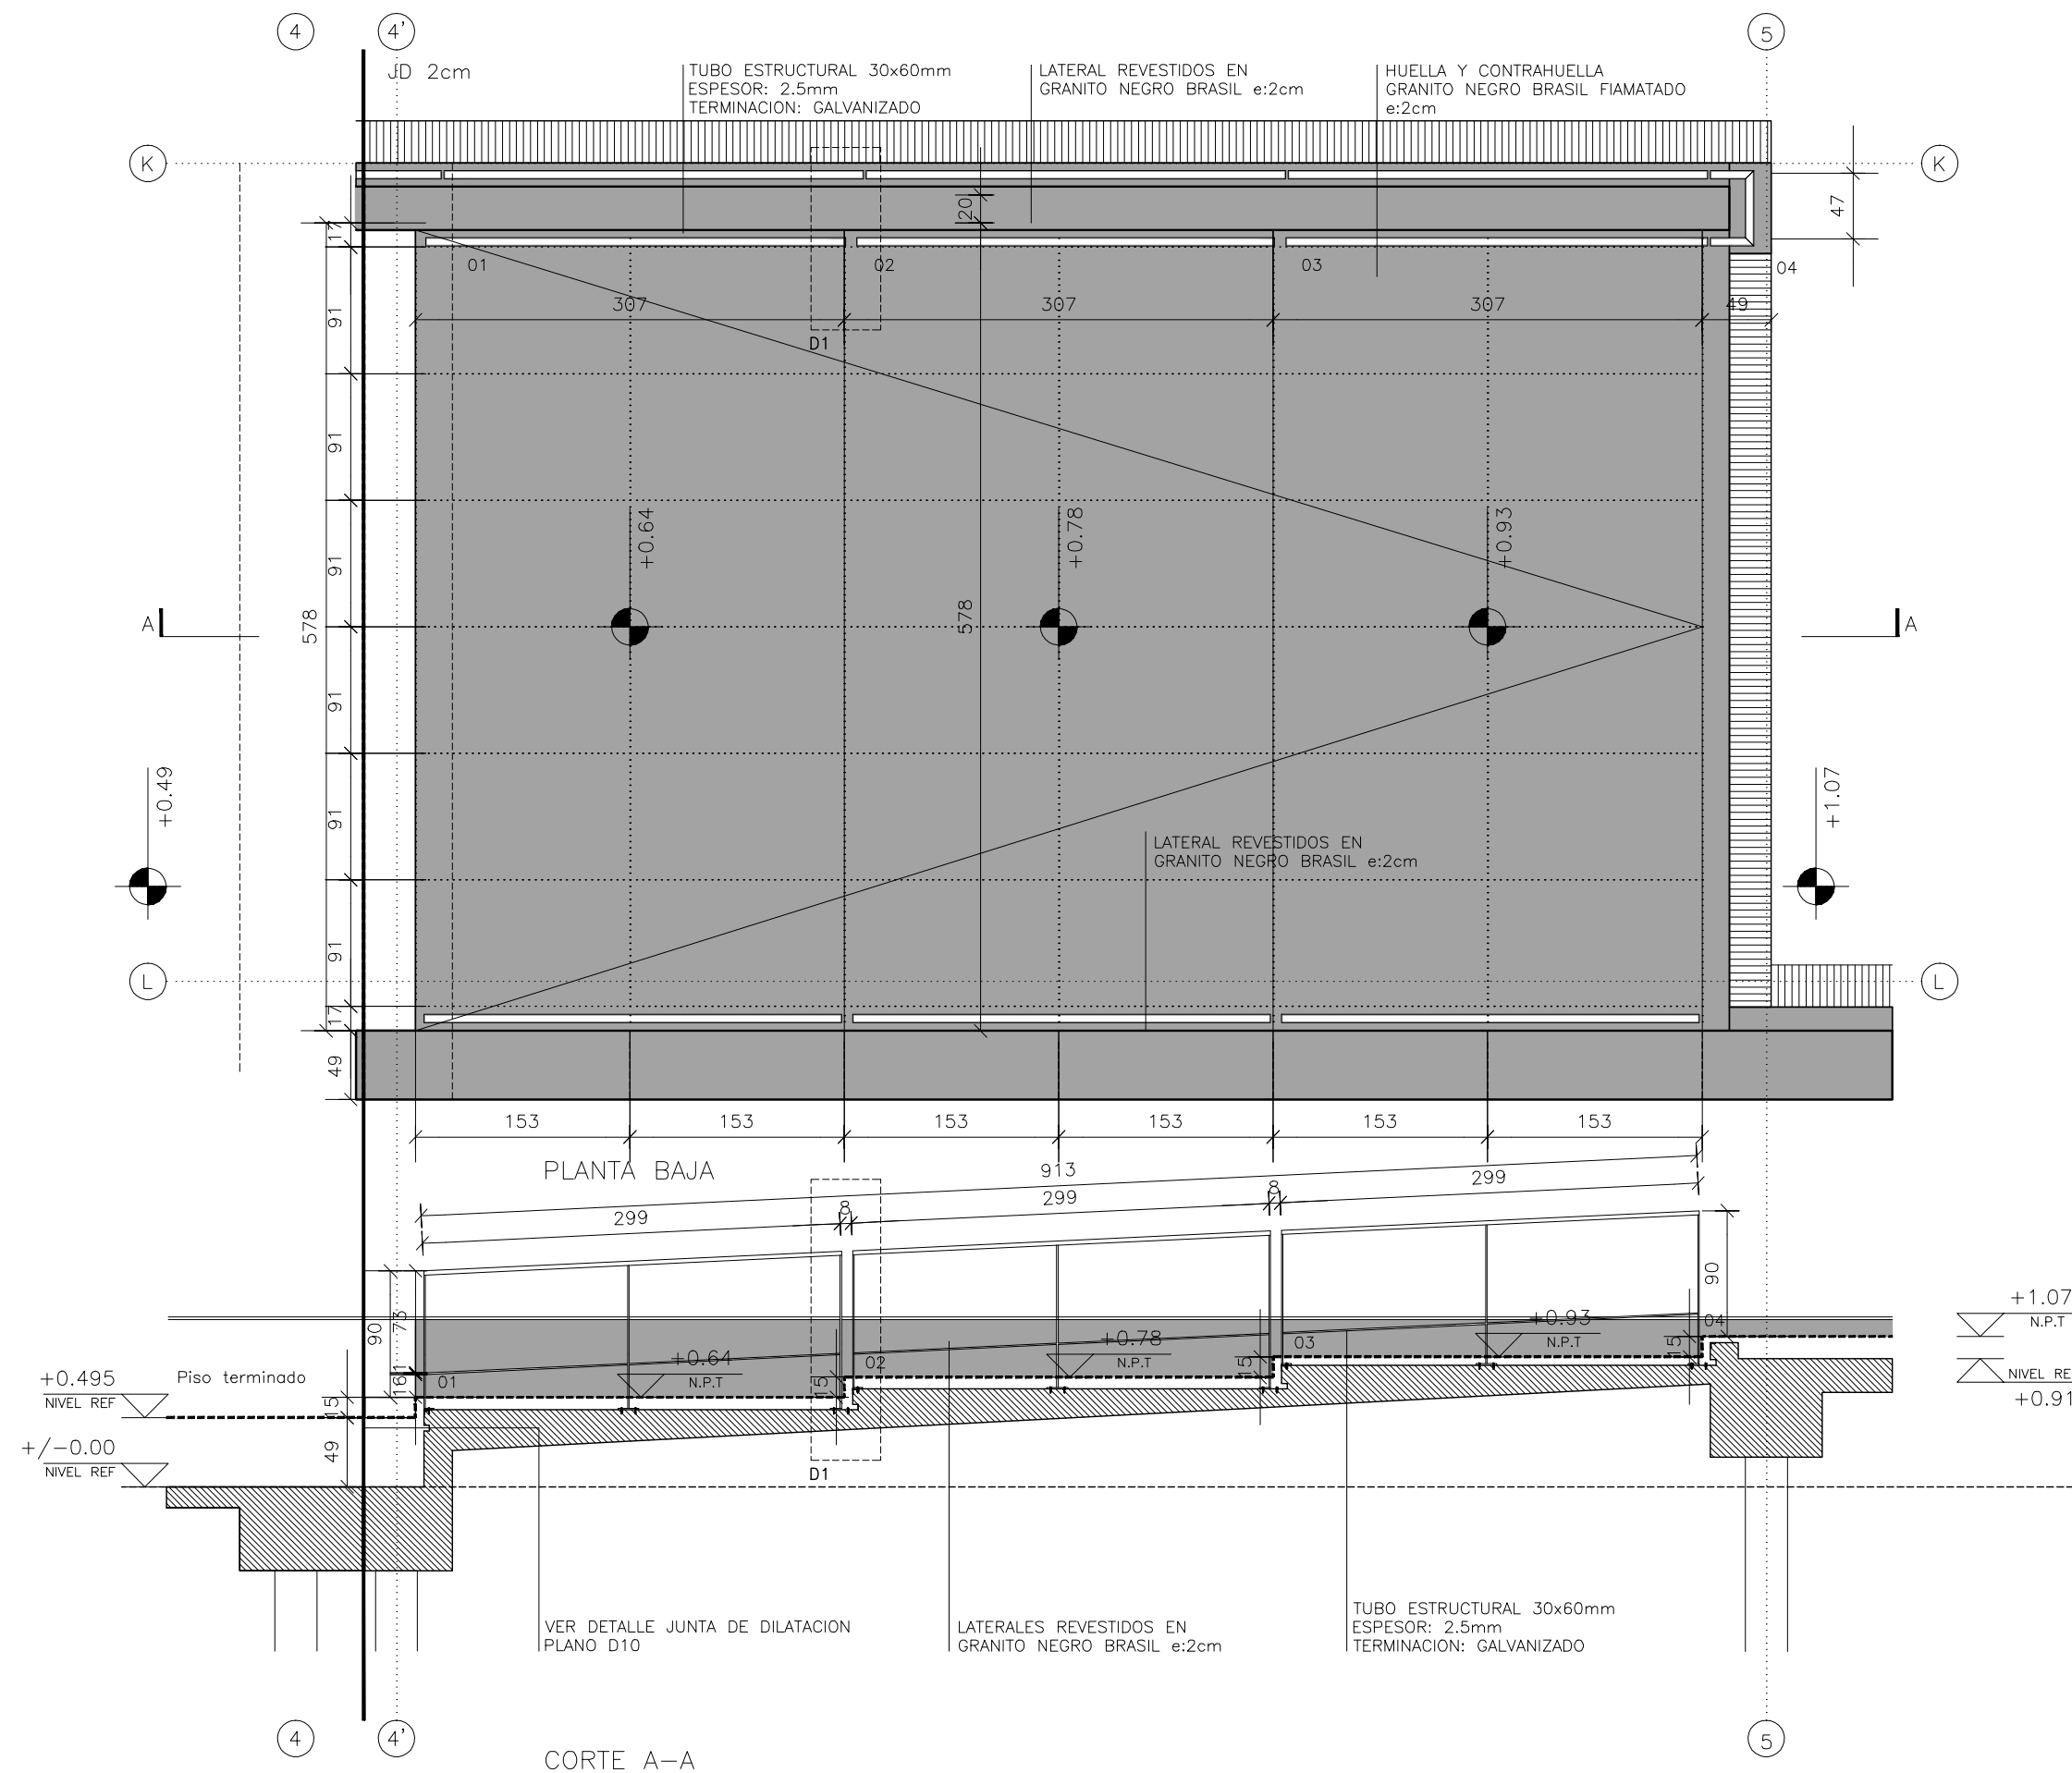 4
4'
5
JD 2cm
TUBO ESTRUCTURAL 30x60mm
ESPESOR: 2.5mm
TERMINACION: GALVANIZADO
LATERAL REVESTIDOS EN
GRANITO NEGRO BRASIL e:2cm
HUELLA Y CONTRAHUELLA
GRANITO NEGRO BRASIL FIAMATADO
e:2cm
K
K
47
20
17
01
02
03
04
307
307
307
49
D1
91
91
91
91
91
91
578
578
+0.64
+0.78
+0.93
A
A
+0.49
+1.07
LATERAL REVESTIDOS EN
GRANITO NEGRO BRASIL e:2cm
L
L
17
49
153
153
153
153
153
153
PLANTA BAJA
913
299
8
299
8
299
90
73
90
161
15
49
01
+0.64
N.P.T
15
02
+0.78
N.P.T
15
03
+0.93
N.P.T
15
04
+1.07
N.P.T
NIVEL RE
+0.91
+0.495
NIVEL REF
Piso terminado
+/-0.00
NIVEL REF
D1
VER DETALLE JUNTA DE DILATACION
PLANO D10
LATERALES REVESTIDOS EN
GRANITO NEGRO BRASIL e:2cm
TUBO ESTRUCTURAL 30x60mm
ESPESOR: 2.5mm
TERMINACION: GALVANIZADO
4
4'
5
CORTE A-A